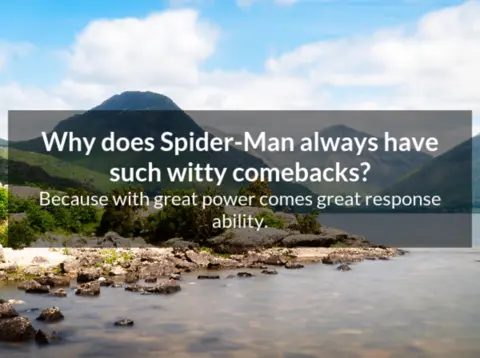 Why does Spider-Man always have
such witty comebacks?
Because with great power comes great response
ability.